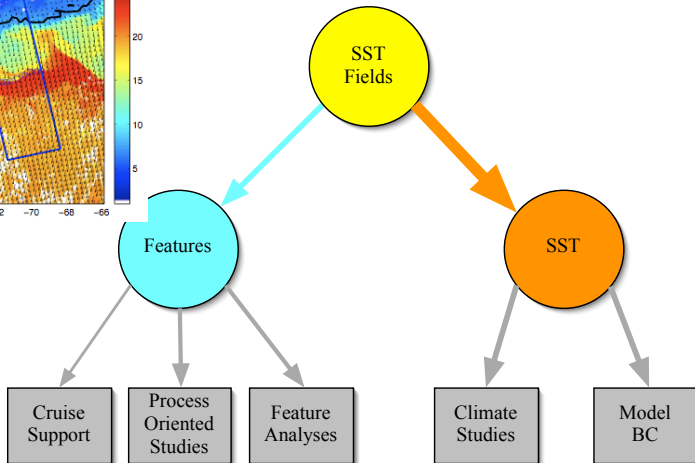 20
15
10
5
2
-70
-68
-66
SST
Fields
Features
SST
Cruise
Support
Process
Oriented
Studies
Feature
Analyses
Climate
Studies
Model
BC